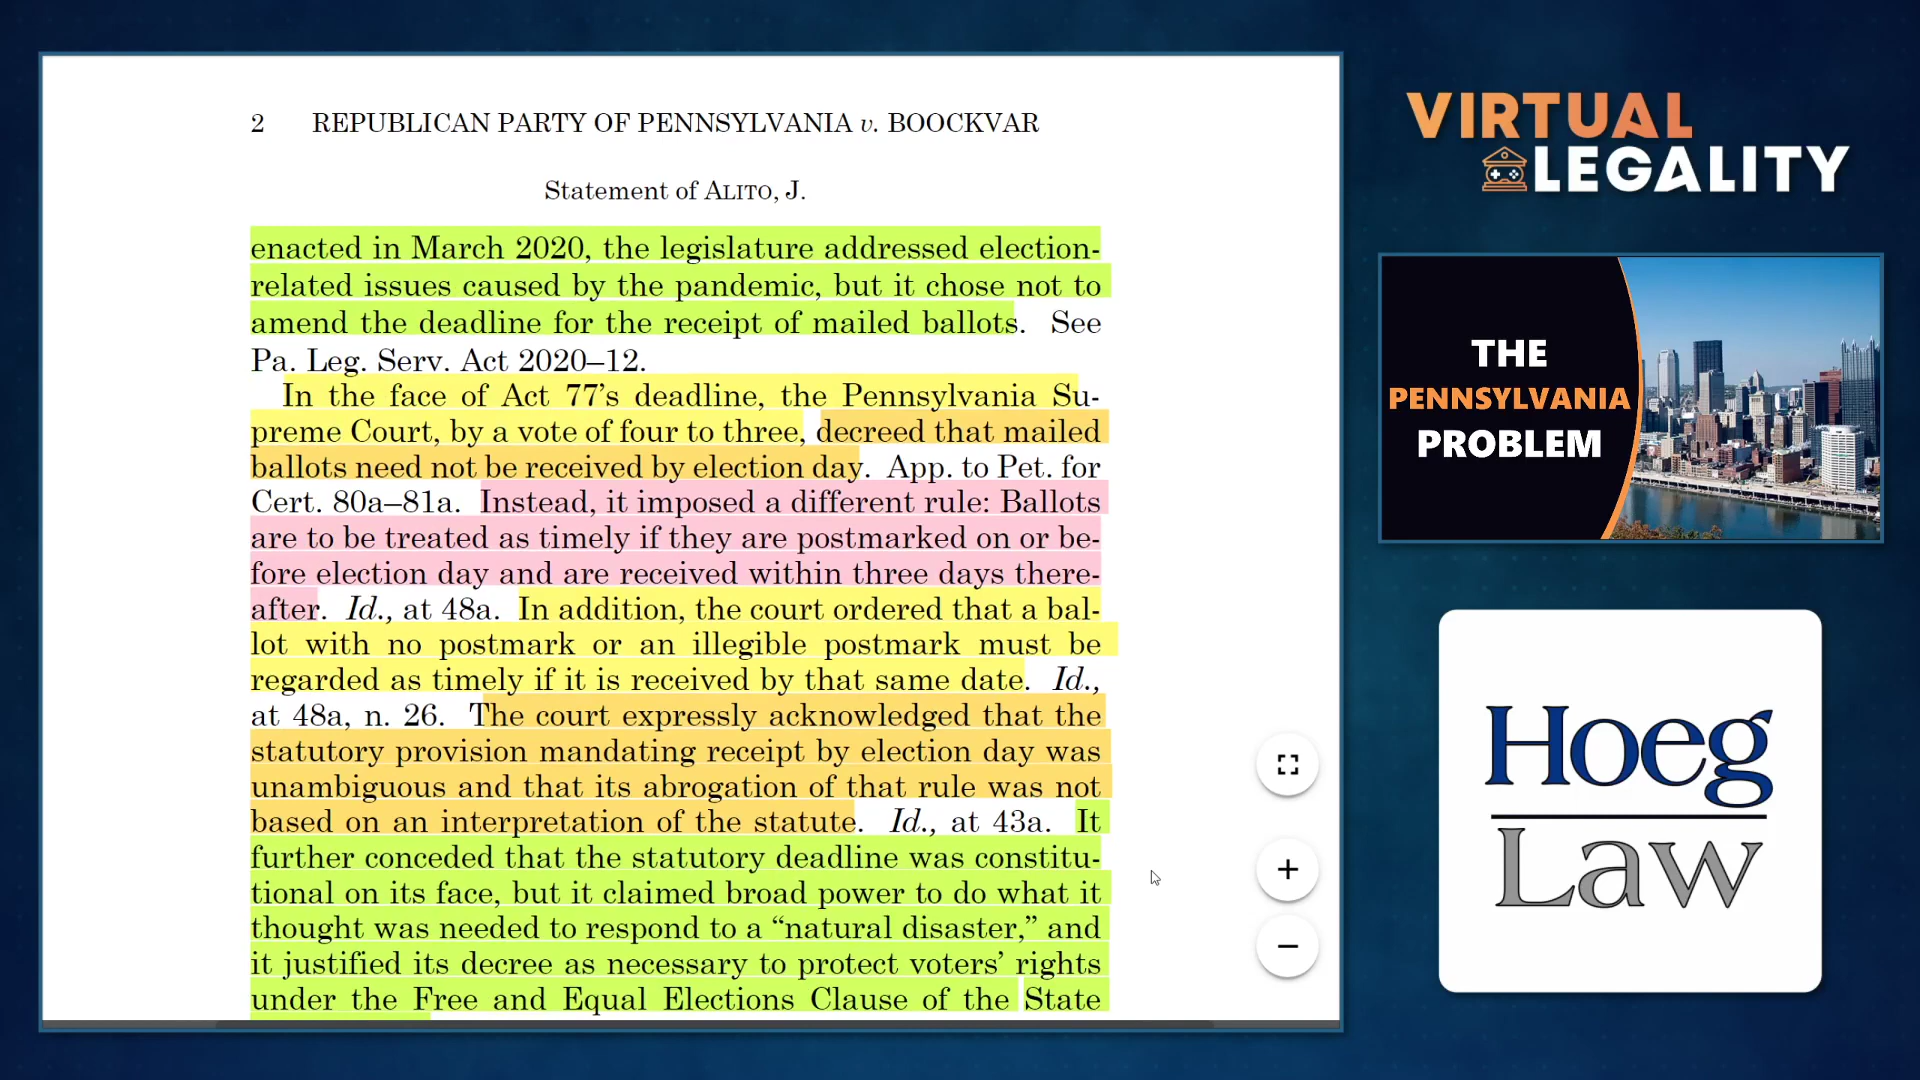 2 REPUBLICAN PARTY OF PENNSYLVANIA v. BOOCKVAR
Statement of ALITO, J.
enacted in March 2020, the legislature addressed election-
related issues caused by the pandemic, but it chose not to
amend the deadline for the receipt of mailed ballots. See
Pa. Leg. Serv. Act 2020–12.
In the face of Act 77’s deadline, the Pennsylvania Su-
preme Court, by a vote of four to three, decreed that mailed
ballots need not be received by election day. App. to Pet. for
Cert. 80a–81a. Instead, it imposed a different rule: Ballots
are to be treated as timely if they are postmarked on or be-
fore election day and are received within three days there-
after. Id., at 48a. In addition, the court ordered that a bal-
lot with no postmark or an illegible postmark must be
regarded as timely if it is received by that same date. Id.,
at 48a, n. 26. The court expressly acknowledged that the
statutory provision mandating receipt by election day was
unambiguous and that its abrogation of that rule was not
based on an interpretation of the statute. Id., at 43a. It
further conceded that the statutory deadline was constitu-
tional on its face, but it claimed broad power to do what it
thought was needed to respond to a “natural disaster,” and
it justified its decree as necessary to protect voters’ rights
under the Free and Equal Elections Clause of the State
VIRTUAL
LEGALITY
THE
PENNSYLVANIA
PROBLEM
Hoeg
Law